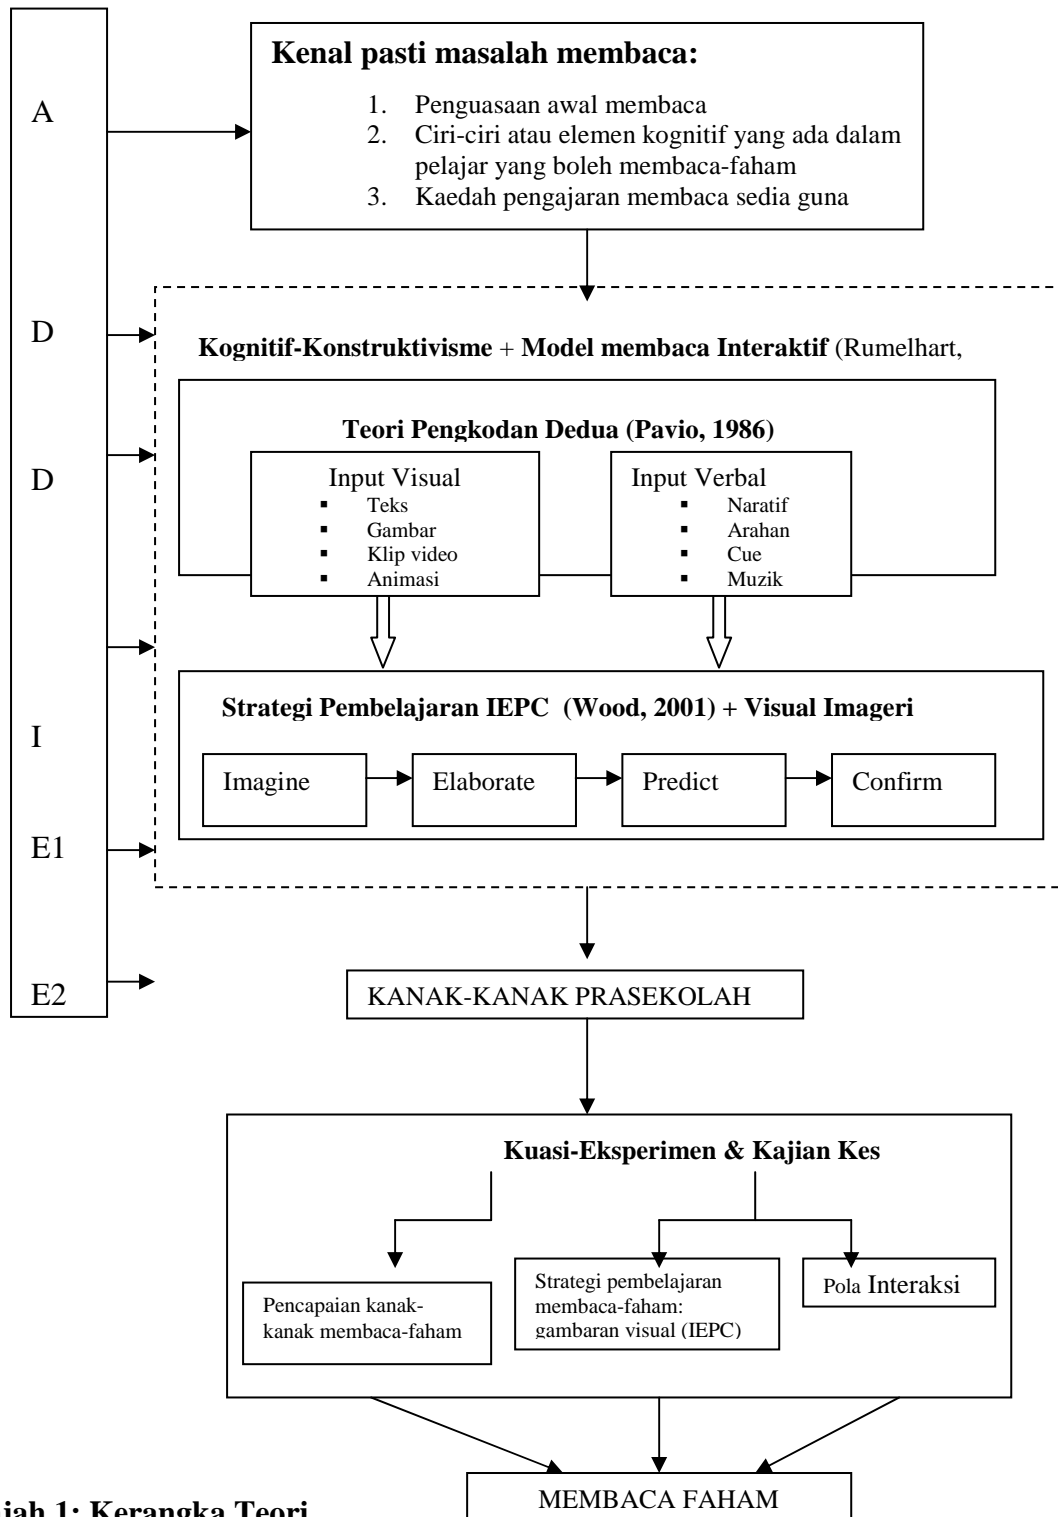 A
Kenal pasti masalah membaca:
1. Penguasaan awal membaca
2. Ciri-ciri atau elemen kognitif yang ada dalam
pelajar yang boleh membaca-faham
3. Kaedah pengajaran membaca sedia guna
D
Kognitif-Konstruktivisme + Model membaca Interaktif (Rumelhart,
Teori Pengkodan Dedua (Pavio, 1986)
D
Input Visual
▪ Teks
▪ Gambar
▪ Klip video
▪ Animasi
Input Verbal
▪ Naratif
▪ Arahan
▪ Cue
▪ Muzik
Strategi Pembelajaran IEPC (Wood, 2001) + Visual Imageri
I
Imagine
Elaborate
Predict
Confirm
E1
E2
KANAK-KANAK PRASEKOLAH
Kuasi-Eksperimen & Kajian Kes
Pencapaian kanak-
kanak membaca-faham
Strategi pembelajaran
membaca-faham:
gambaran visual (IEPC)
Pola Interaksi
MEMBACA FAHAM
1: Kerangka Teori